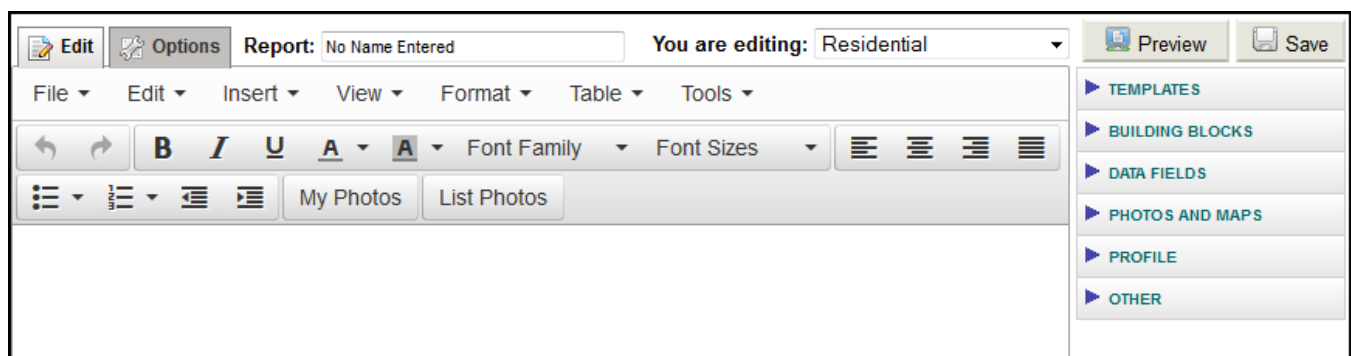 Edit Options Report: No Name Entered You are editing: Residential Preview Save
File Edit Insert View Format Table Tools
TEMPLATES
B I U A A Font Family Font Sizes
BUILDING BLOCKS
DATA FIELDS
My Photos List Photos
PHOTOS AND MAPS
PROFILE
OTHER